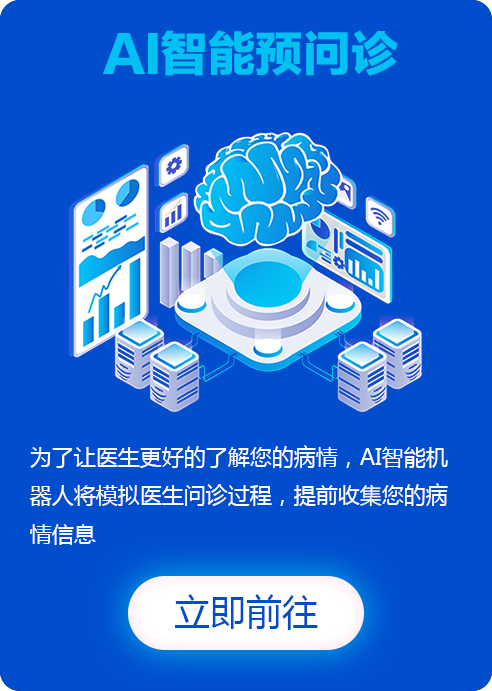 AI智能预问诊
为了让医生更好的了解您的病情，AI智能机
器人将模拟医生问诊过程，提前收集您的病
情信息
立即前往